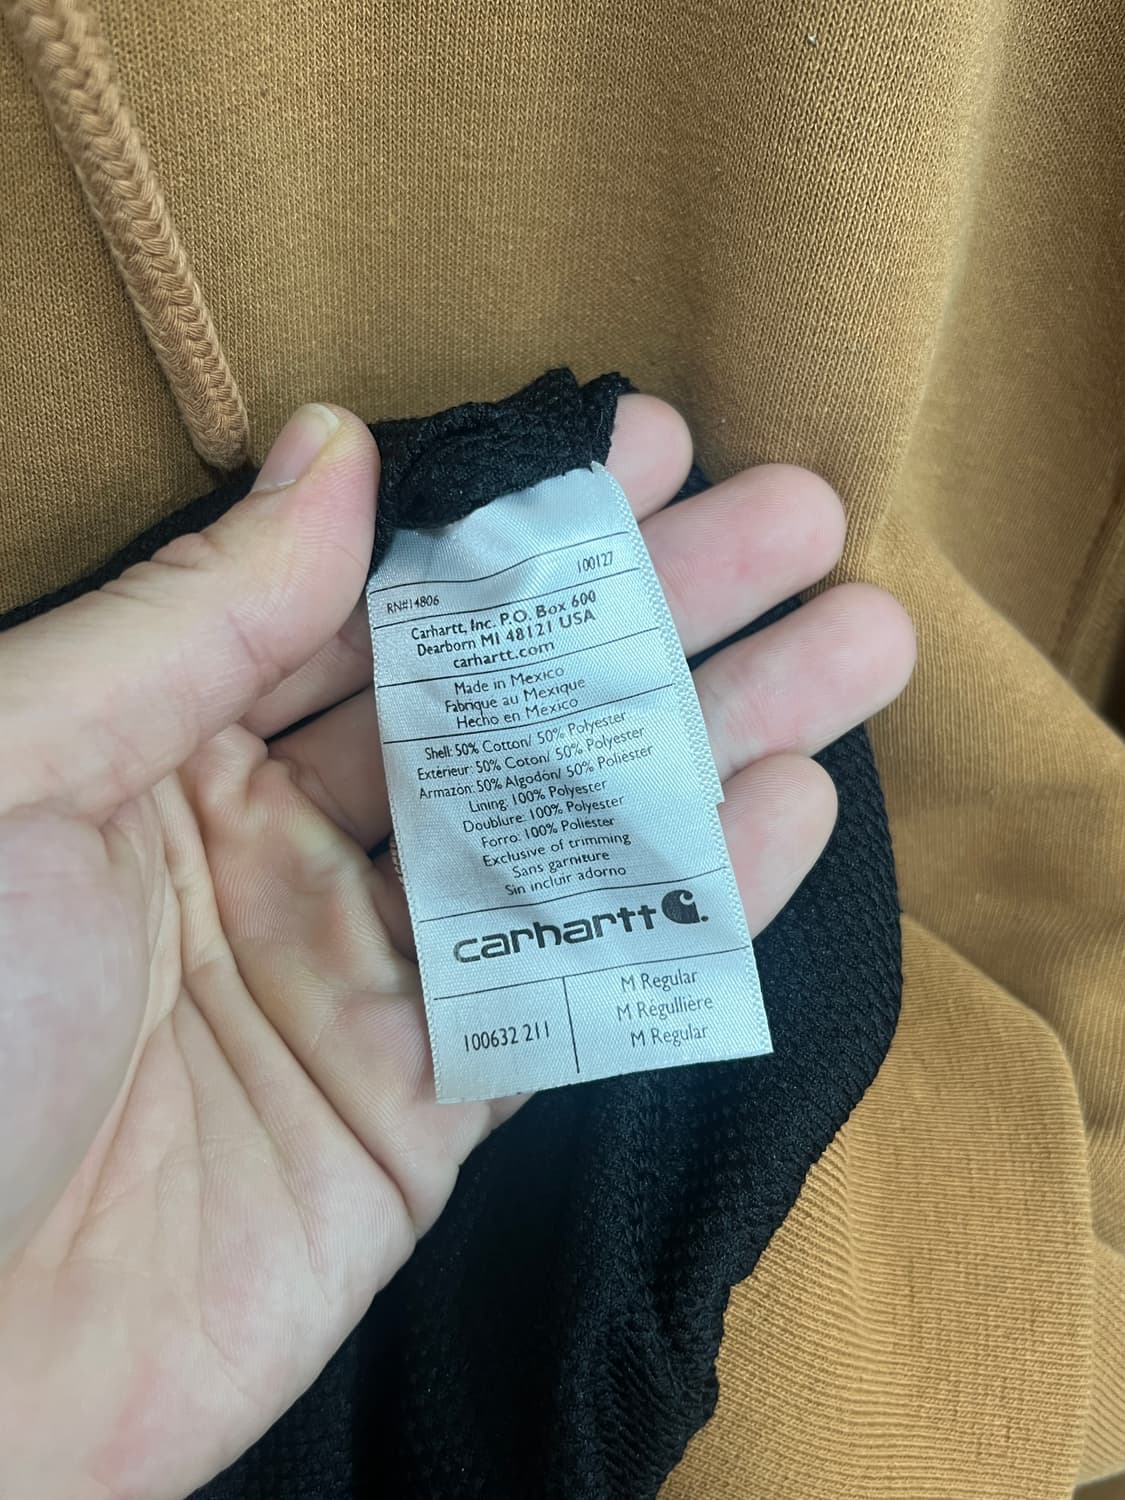 100127
RN#14806
Carhartt, Inc. P.O. Box 600
Dearborn MI 48121 USA
carhartt.com
Made in Mexico
Fabriqué au Mexique
Hecho en Mexico
Shell: 50% Cotton/ 50% Polyester
Extérieur: 50% Coton/ 50% Polyester
Armazón: 50% Algodón/ 50% Poliéster
Lining: 100% Polyester
Doublure: 100% Polyester
Forro: 100% Poliester
Exclusive of trimming
Sans garniture
Sin incluir adorno
carhartt
M Regular
M Régullière
M Regular
100632 211